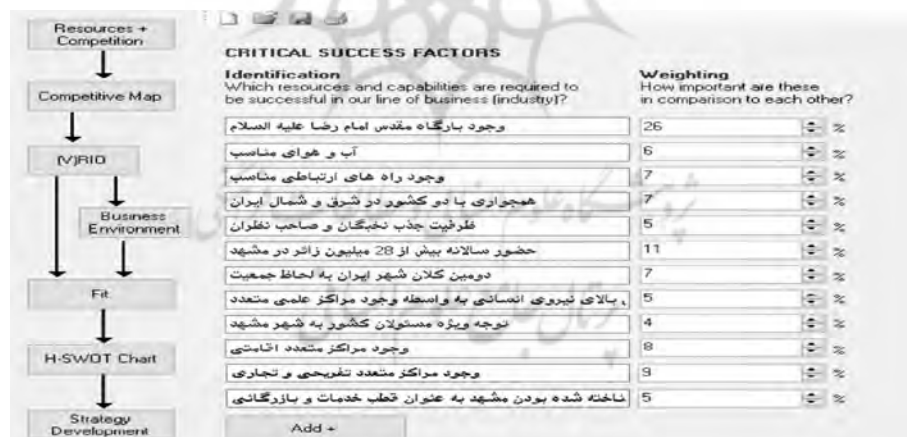 Resources +
Competition
Competitive Map
(V)RIO
Business
Environment
Fit
H-SWOT Chart
Strategy
Development
CRITICAL SUCCESS FACTORS
Identification
Which resources and capabilities are required to
be successful in our line of business (industry)?
Weighting
How important are these
in comparison to each other?
وجود بارگاه مقدس امام رضا علیه السلام 26 %
آب و هوای مناسب 6 %
وجود راه های ارتباطی مناسب 7 %
همجواری با دو کشور در شرق و شمال ایران 7 %
ظرفیت جذب نخبگان و صاحب نظران 5 %
حضور سالانه بیش از 28 میلیون زائر در مشهد 11 %
دومین کلان شهر ایران به لحاظ جمعیت 7 %
بالای نیروی انسانی به واسطه وجود مراکز علمی متعدد 5 %
توجه ویژه مسئولان کشور به شهر مشهد 4 %
وجود مراکز متعدد اقامتی 8 %
وجود مراکز متعدد تفریحی و تجاری 9 %
ناخته شده بودن مشهد به عنوان قطب خدمات و بازرگانی 5 %
Add +